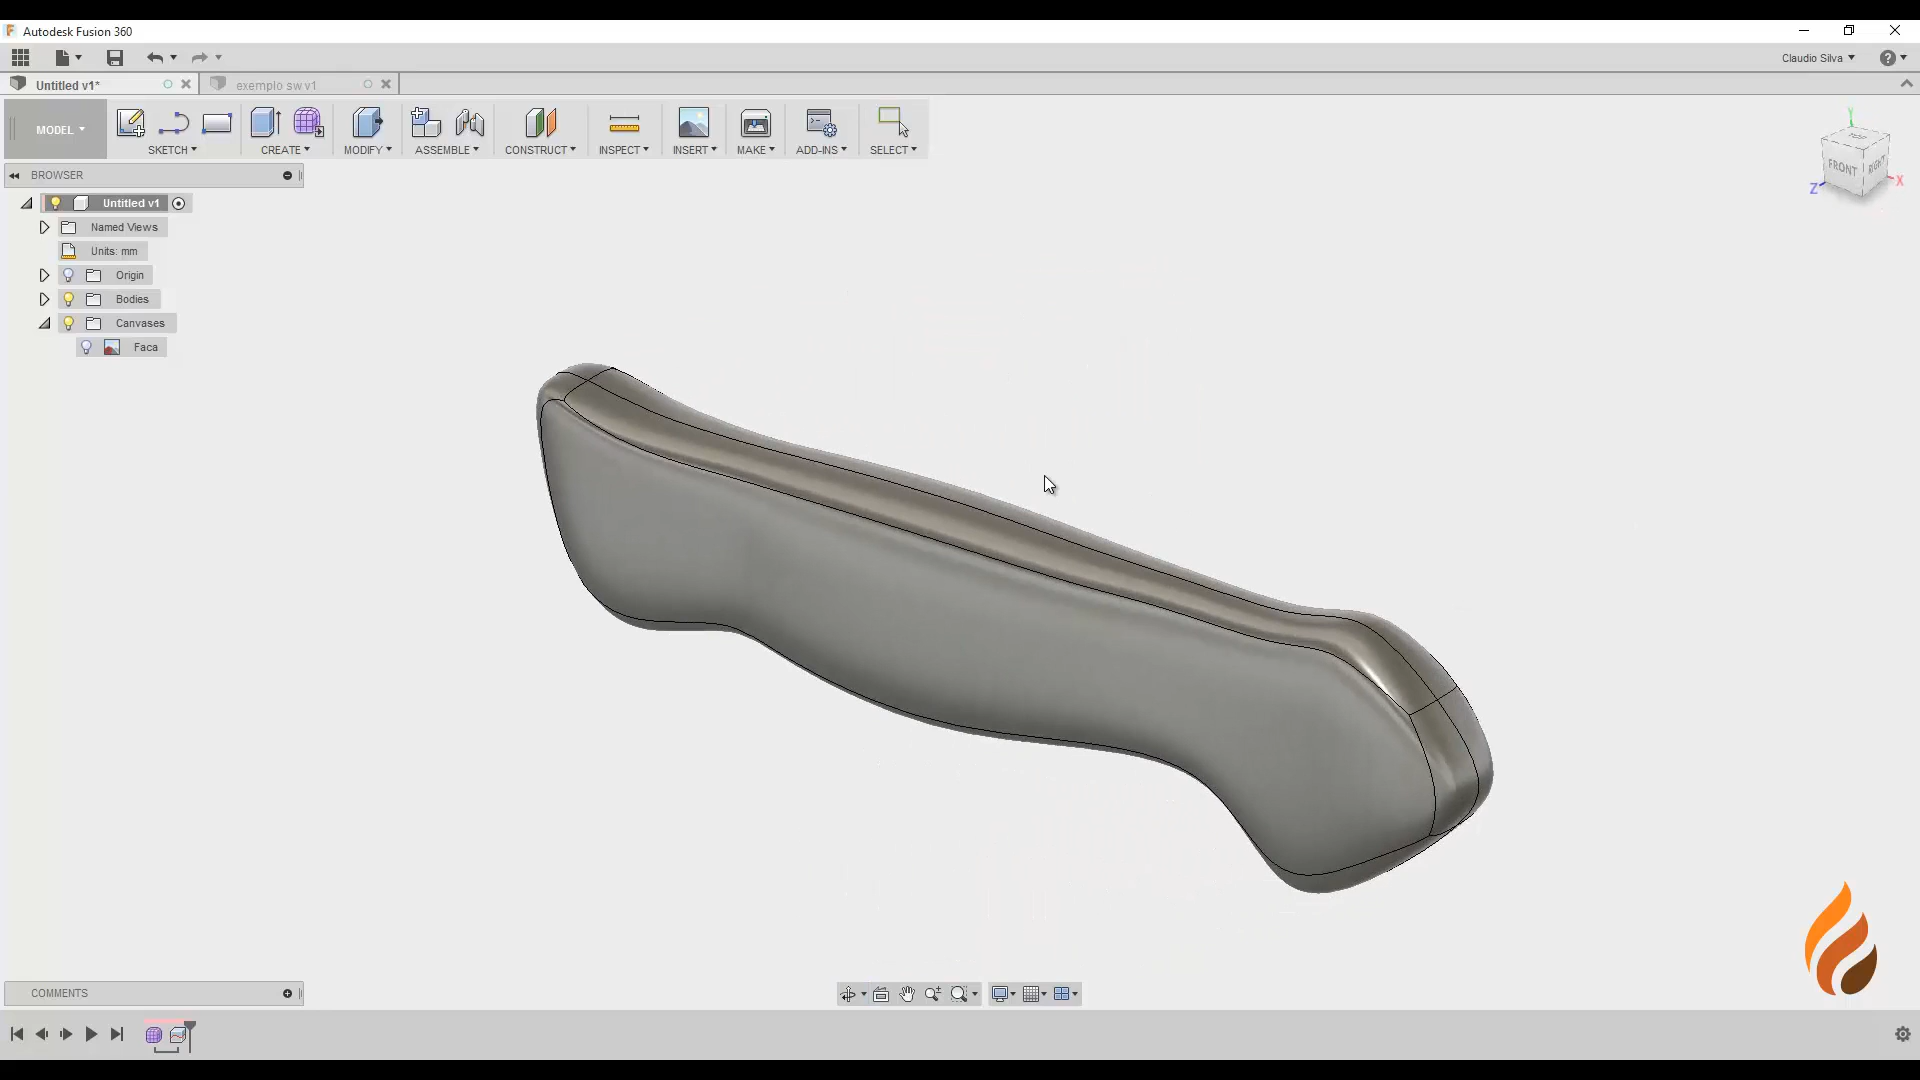 Autodesk Fusion 360
Claudio Silva
Untitled v1*
exemplo sw v1
MODEL
SKETCH
CREATE
MODIFY
ASSEMBLE
CONSTRUCT
INSPECT
INSERT
MAKE
ADD-INS
SELECT
TOP
FRONT
RIGHT
Y
Z
X
BROWSER
Untitled v1
Named Views
Units: mm
Origin
Bodies
Canvases
Faca
COMMENTS